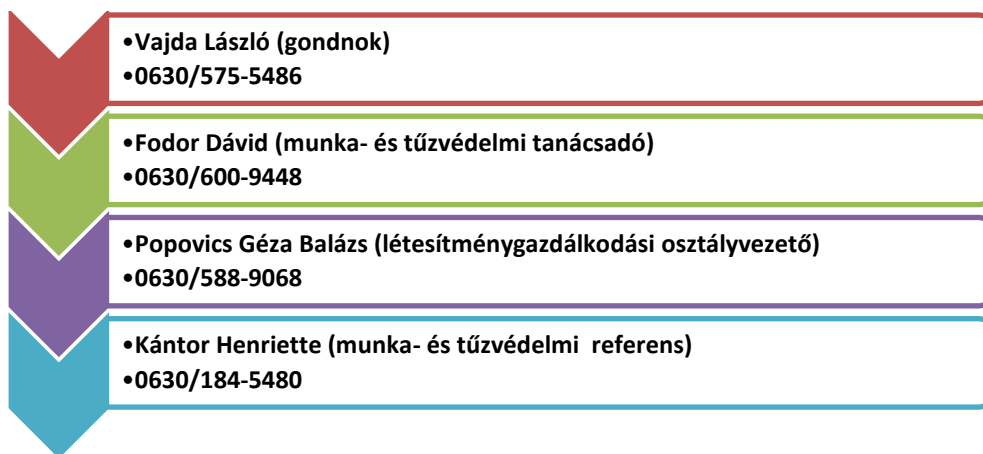 •Vajda László (gondnok)
•0630/575-5486
•Fodor Dávid (munka- és tűzvédelmi tanácsadó)
•0630/600-9448
•Popovics Géza Balázs (létesítménygazdálkodási osztályvezető)
•0630/588-9068
•Kántor Henriette (munka- és tűzvédelmi  referens)
•0630/184-5480